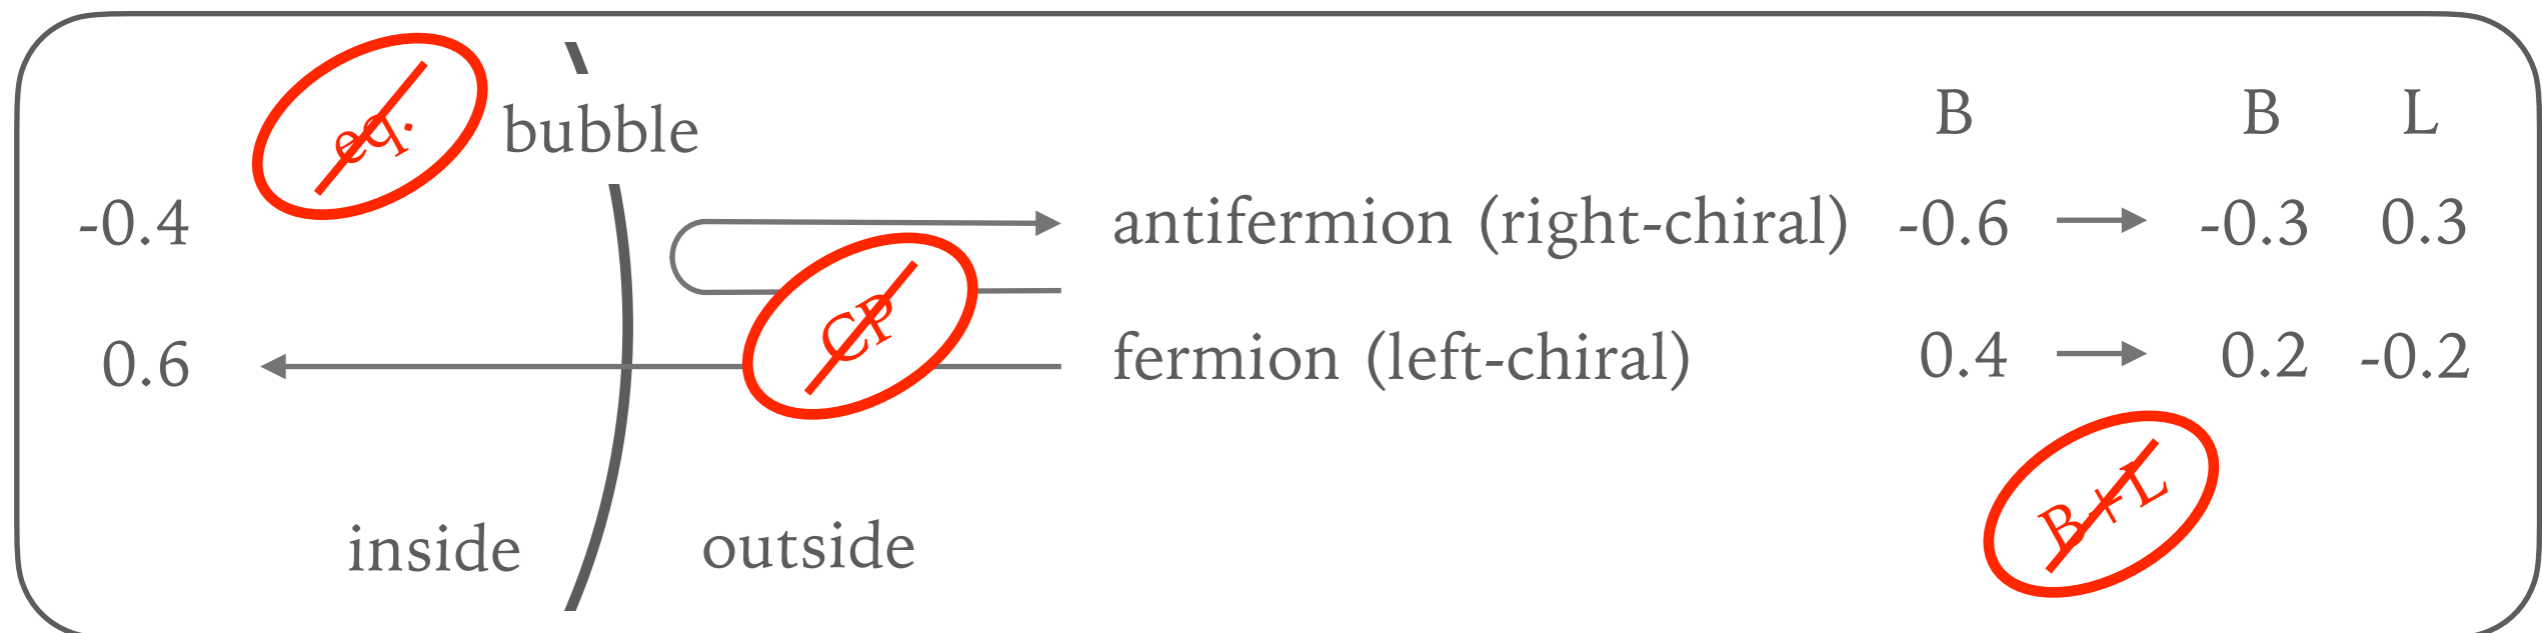 eq.
bubble
B B L
-0.4 antifermion (right-chiral) -0.6 -0.3 0.3
CP
0.6 fermion (left-chiral) 0.4 0.2 -0.2
B+L
inside outside